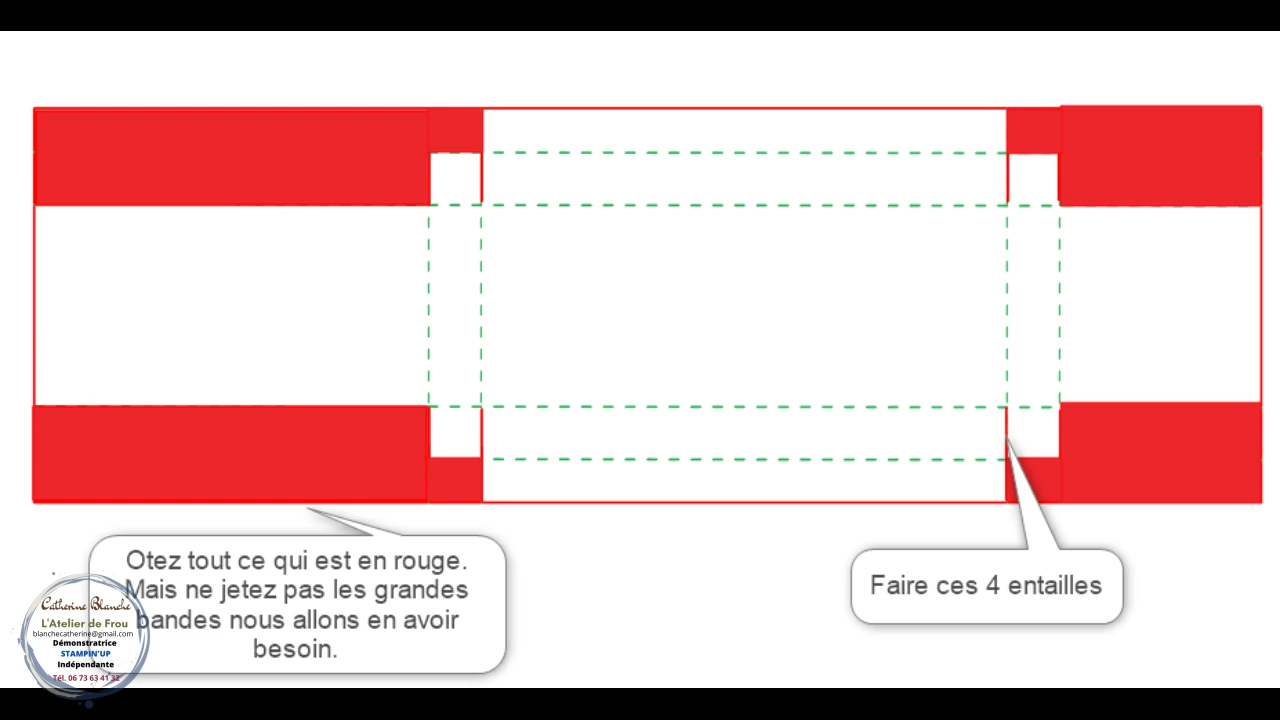 Otez tout ce qui est en rouge.
Mais ne jetez pas les grandes
bandes nous allons en avoir
besoin.
Faire ces 4 entailles
Catherine Blanche
L'Atelier de Frou
blanchecatherine@gmail.com
Démonstratrice
STAMPIN'UP
Indépendante
Tél. 06 73 63 41 32